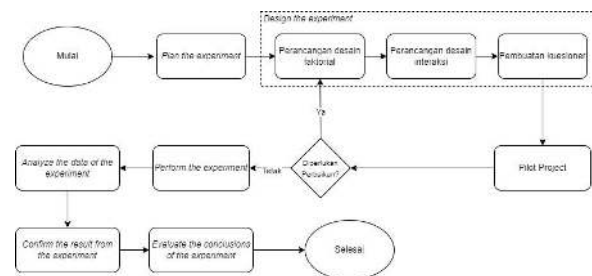 Design the experiment
Mulai
Plan the experiment
Perancangan desain
faktorial
Perancangan desain
interaksi
Pembuatan kuesioner
Ya
Analyze the data of the
experiment
Perform the experiment
Tidak
Diperlukan
Perbaikan?
Pilot Project
Confirm the result from
the experiment
Evaluate the conclusions
of the experiment
Selesai